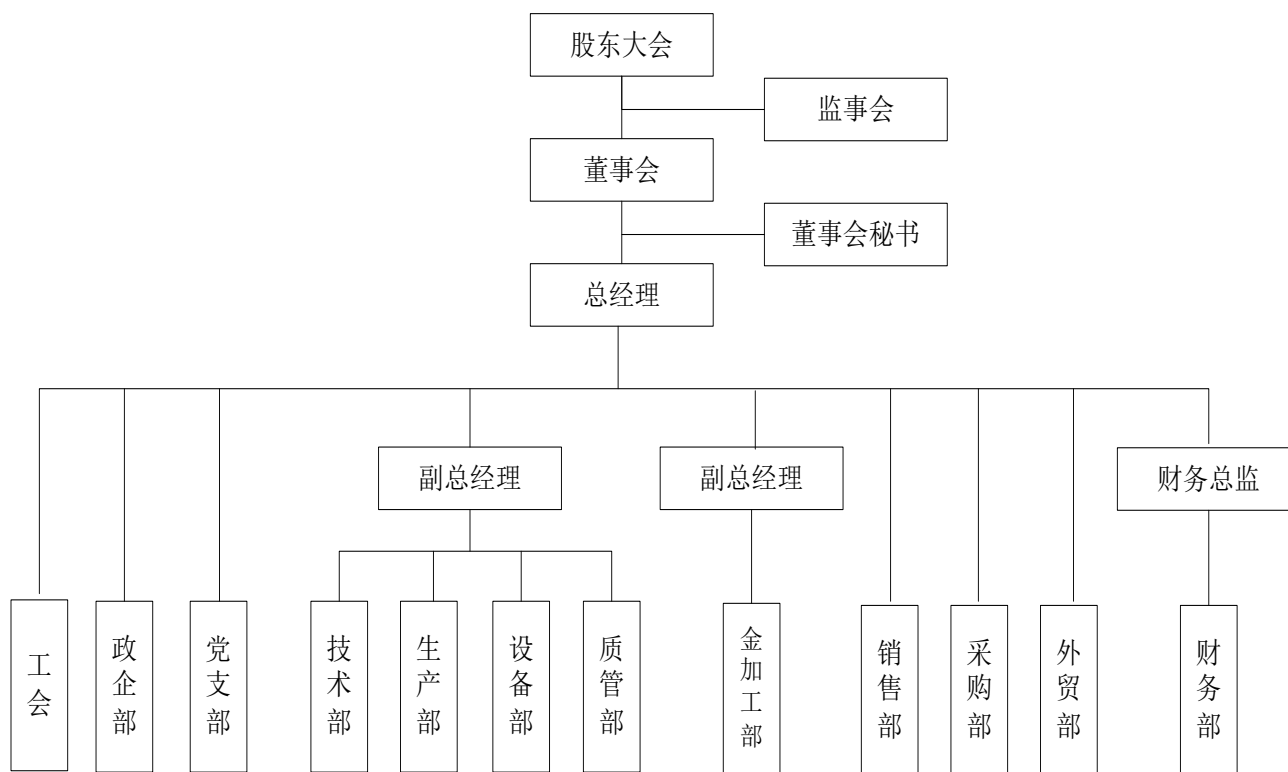 股东大会
监事会
董事会
董事会秘书
总经理
副总经理
副总经理
财务总监
工会
政企部
党支部
技术部
生产部
设备部
质管部
金加工部
销售部
采购部
外贸部
财务部